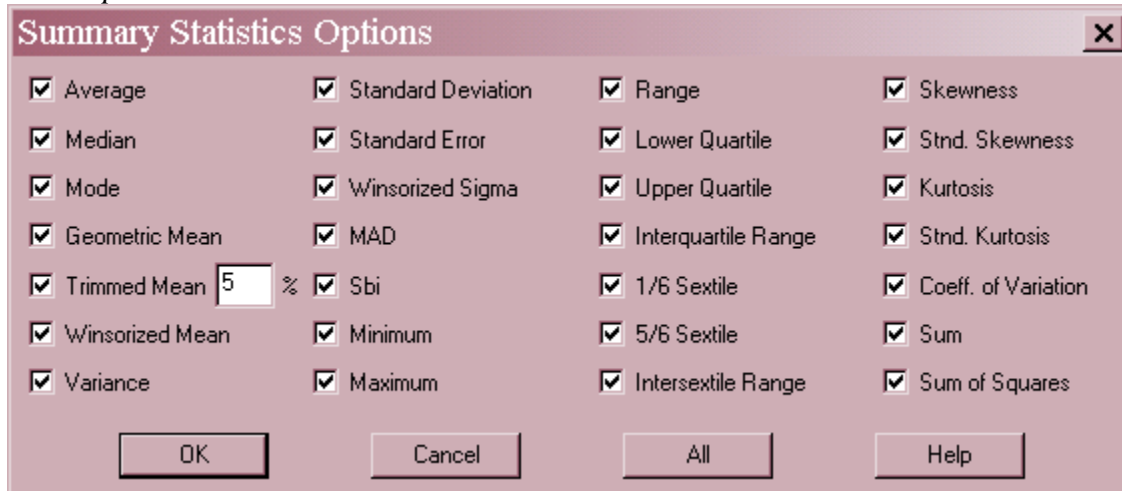 Summary Statistics Options
Average Standard Deviation Range Skewness
Median Standard Error Lower Quartile Stnd. Skewness
Mode Winsorized Sigma Upper Quartile Kurtosis
Geometric Mean MAD Interquartile Range Stnd. Kurtosis
Trimmed Mean 5 % Sbi 1/6 Sextile Coeff. of Variation
Winsorized Mean Minimum 5/6 Sextile Sum
Variance Maximum Intersextile Range Sum of Squares
OK Cancel All Help